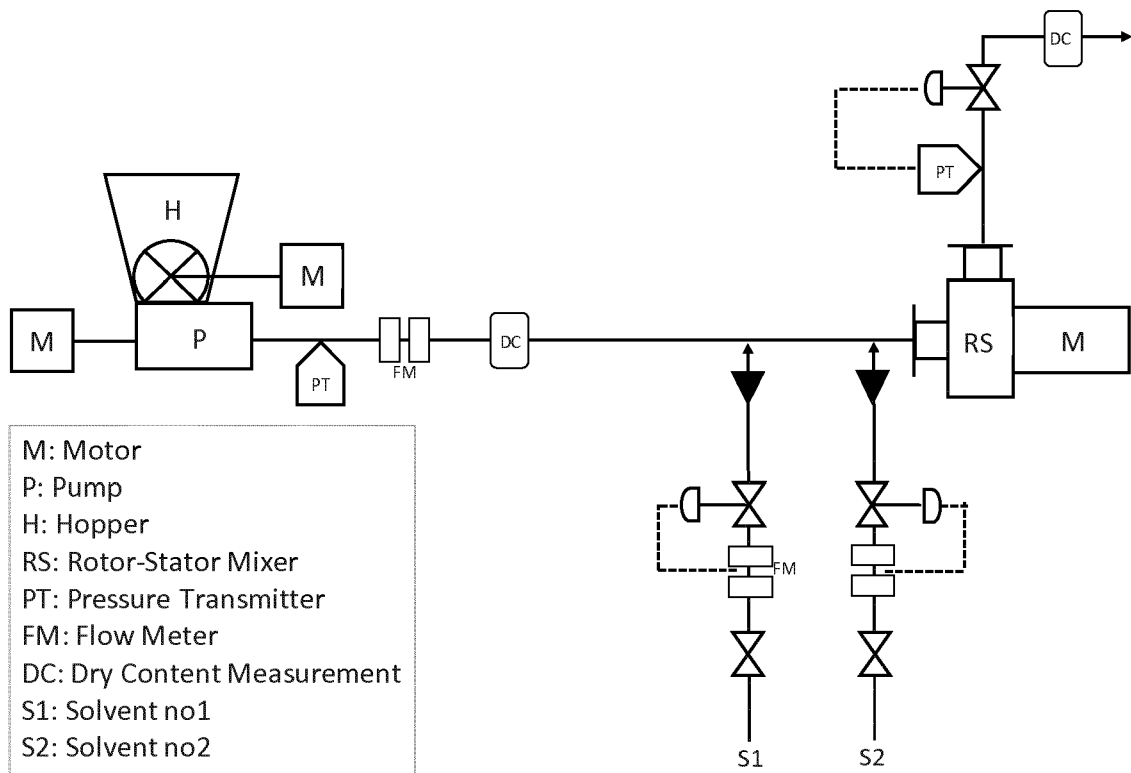 DC
PT
H
M
M
P
DC
RS
M
FM
PT
M: Motor
P: Pump
H: Hopper
RS: Rotor-Stator Mixer
PT: Pressure Transmitter
FM: Flow Meter
DC: Dry Content Measurement
S1: Solvent no1
S2: Solvent no2
FM
S1
S2